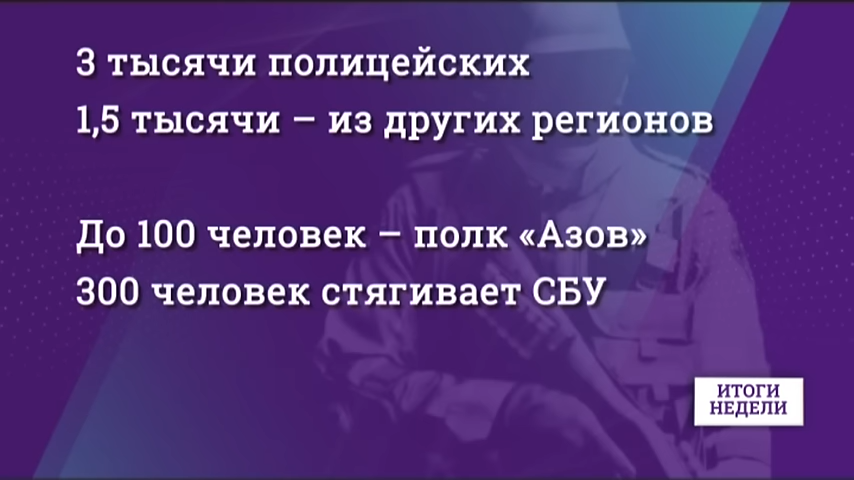 3 тысячи полицейских
1,5 тысячи – из других регионов
До 100 человек – полк «Азов»
300 человек стягивает СБУ
ИТОГИ
НЕДЕЛИ